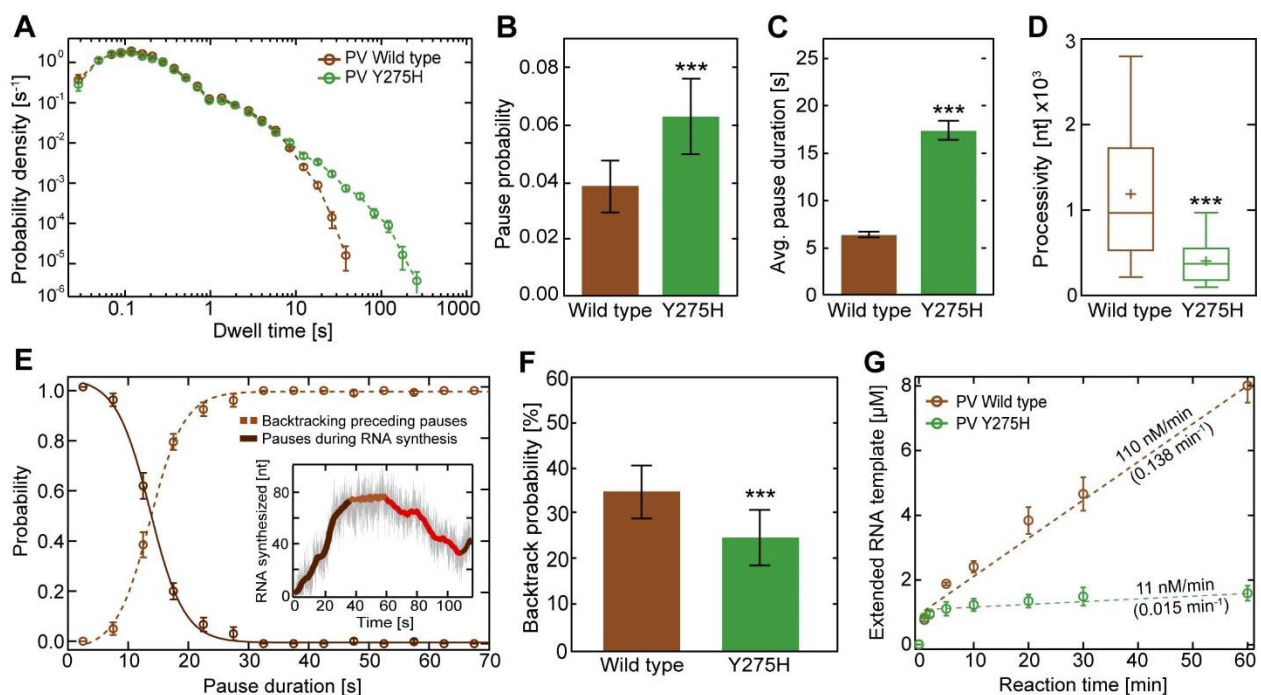 A
PV Wild type
PV Y275H
Probability density [s⁻¹]
10⁰
10⁻¹
10⁻²
10⁻³
10⁻⁴
10⁻⁵
10⁻⁶
0.1 1 10 100 1000
Dwell time [s]
B
Pause probability
0.08
0.06
0.04
0.02
0.00
***
Wild type Y275H
C
Avg. pause duration [s]
25
20
15
10
5
0
***
Wild type Y275H
D
Processivity [nt] x10³
3
2
1
0
***
Wild type Y275H
E
Probability
1.0
0.8
0.6
0.4
0.2
0.0
Backtracking preceding pauses
Pauses during RNA synthesis
RNA synthesized [nt]
80
40
0
0 20 40 60 80 100
Time [s]
0 10 20 30 40 50 60 70
Pause duration [s]
F
Backtrack probability [%]
60
50
40
30
20
10
0
***
Wild type Y275H
G
Extended RNA template [µM]
8
6
4
2
0
PV Wild type
PV Y275H
110 nM/min
(0.138 min⁻¹)
11 nM/min
(0.015 min⁻¹)
0 10 20 30 40 50 60
Reaction time [min]